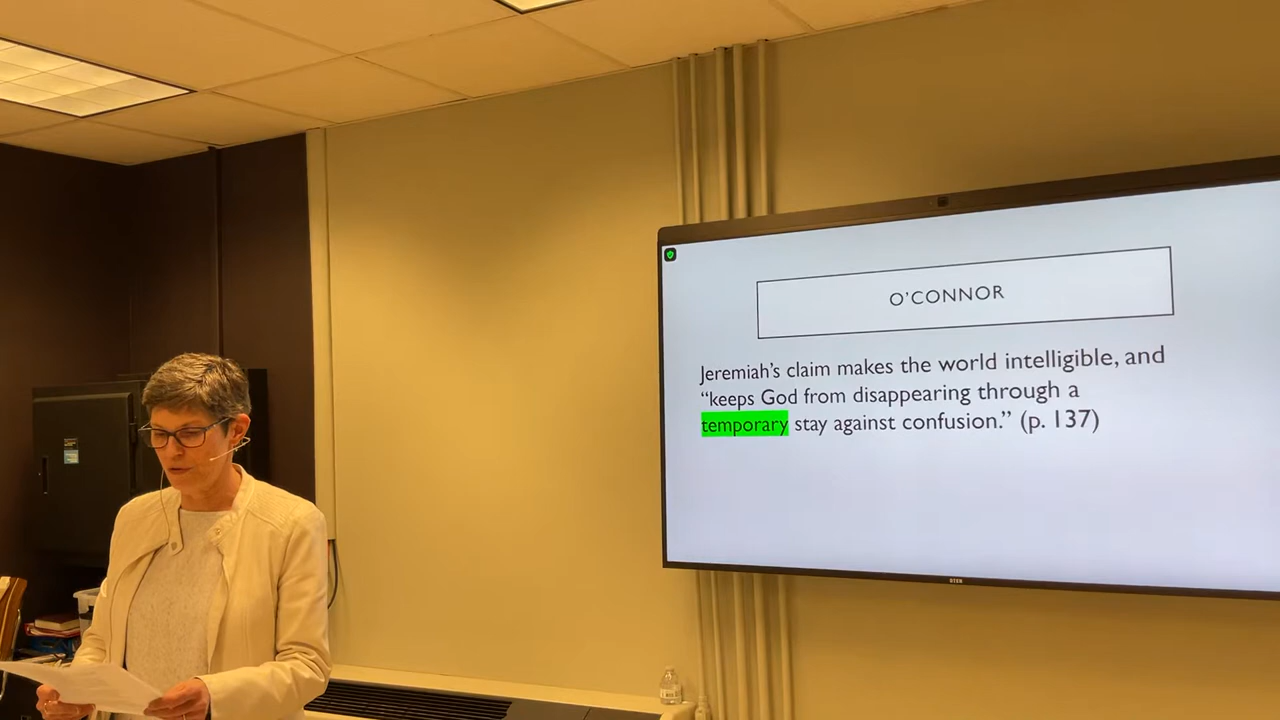 O'CONNOR
Jeremiah's claim makes the world intelligible, and
“keeps God from disappearing through a
temporary stay against confusion.” (p. 137)